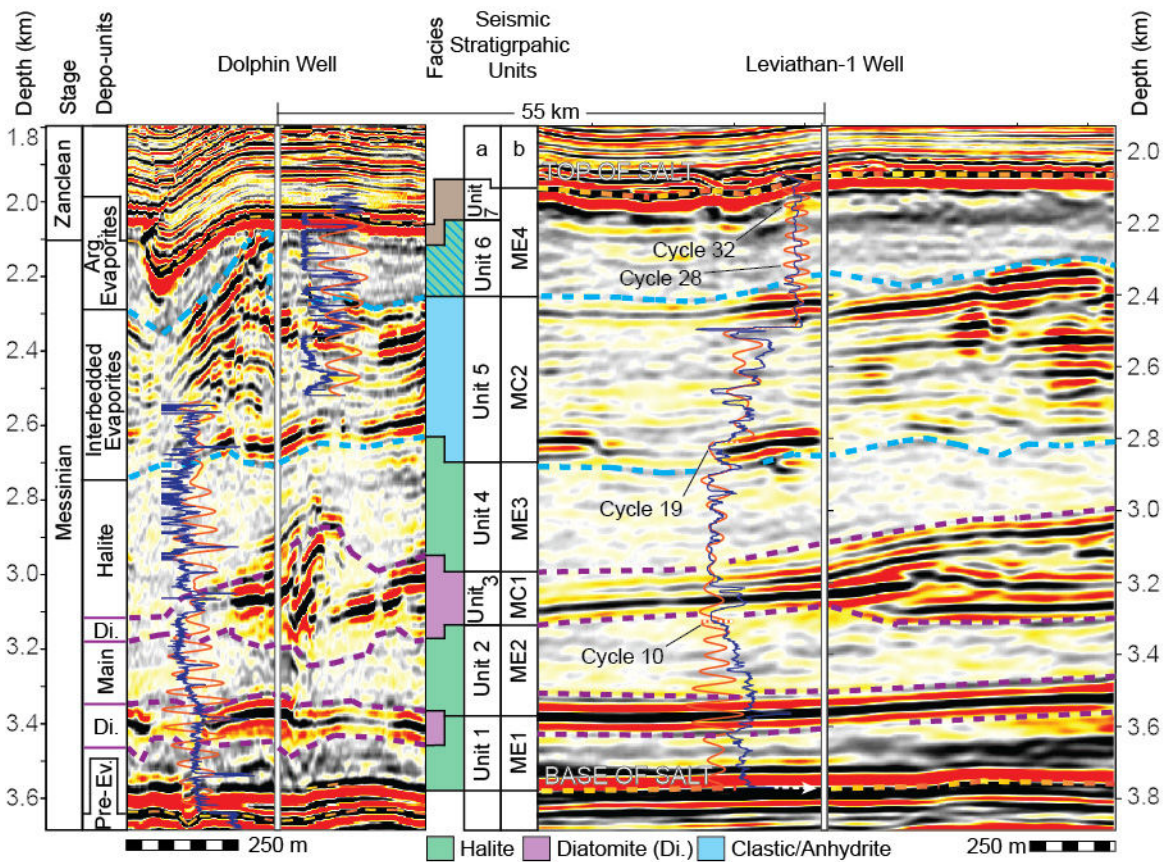 Depth (km)
Stage
Depo-units
Dolphin Well
Facies
Seismic
Stratigrpahic
Units
Leviathan-1 Well
Depth (km)
55 km
1.8
2.0
2.2
2.4
2.6
2.8
3.0
3.2
3.4
3.6
Zanclean
Messinian
Arg.
Evaporites
Interbedded
Evaporites
Halite
Di.
Main
Di.
Pre-Ev.
a
b
Unit
7
Unit 6
Unit 5
Unit 4
Unit
3
Unit 2
Unit 1
ME4
MC2
ME3
MC1
ME2
ME1
TOP OF SALT
Cycle 32
Cycle 28
Cycle 19
Cycle 10
BASE OF SALT
2.0
2.2
2.4
2.6
2.8
3.0
3.2
3.4
3.6
3.8
250 m
Halite
Diatomite (Di.)
Clastic/Anhydrite
250 m